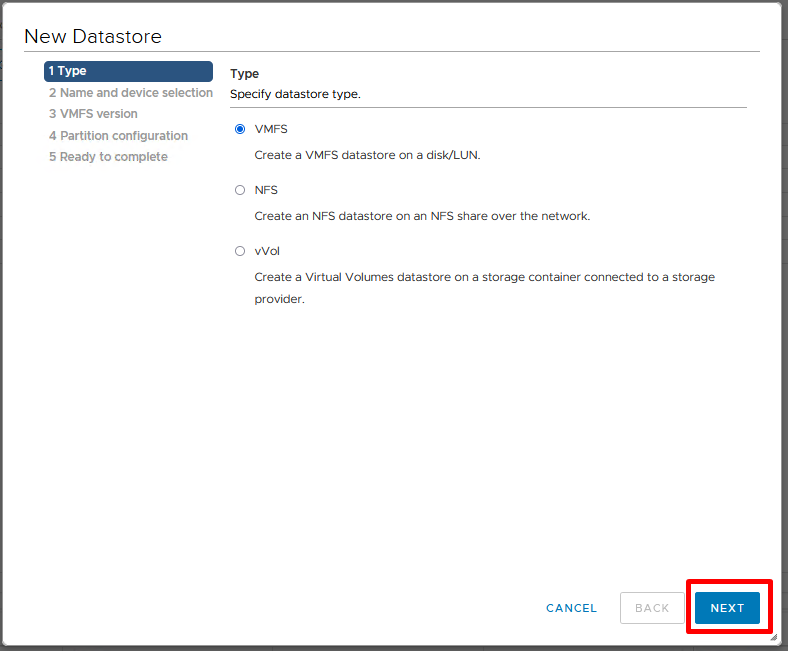 New Datastore
1 Type
2 Name and device selection
3 VMFS version
4 Partition configuration
5 Ready to complete
Type
Specify datastore type.
VMFS
Create a VMFS datastore on a disk/LUN.
NFS
Create an NFS datastore on an NFS share over the network.
vVol
Create a Virtual Volumes datastore on a storage container connected to a storage
provider.
CANCEL
BACK
NEXT